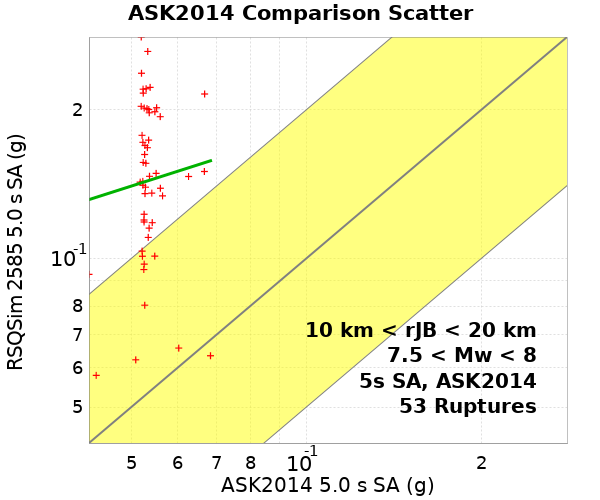 ASK2014 Comparison Scatter
RSQSim 2585 5.0 s SA (g)
2
10-1
8
7
6
5
10 km < rJB < 20 km
7.5 < Mw < 8
5s SA, ASK2014
53 Ruptures
5 6 7 8 10-1 2
ASK2014 5.0 s SA (g)